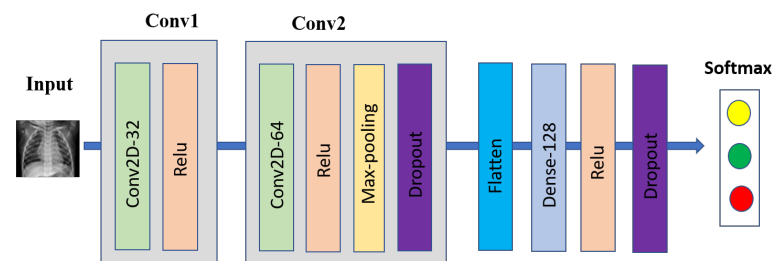 Conv1
Conv2
Input
Softmax
Conv2D-32
Relu
Conv2D-64
Relu
Max-pooling
Dropout
Flatten
Dense-128
Relu
Dropout